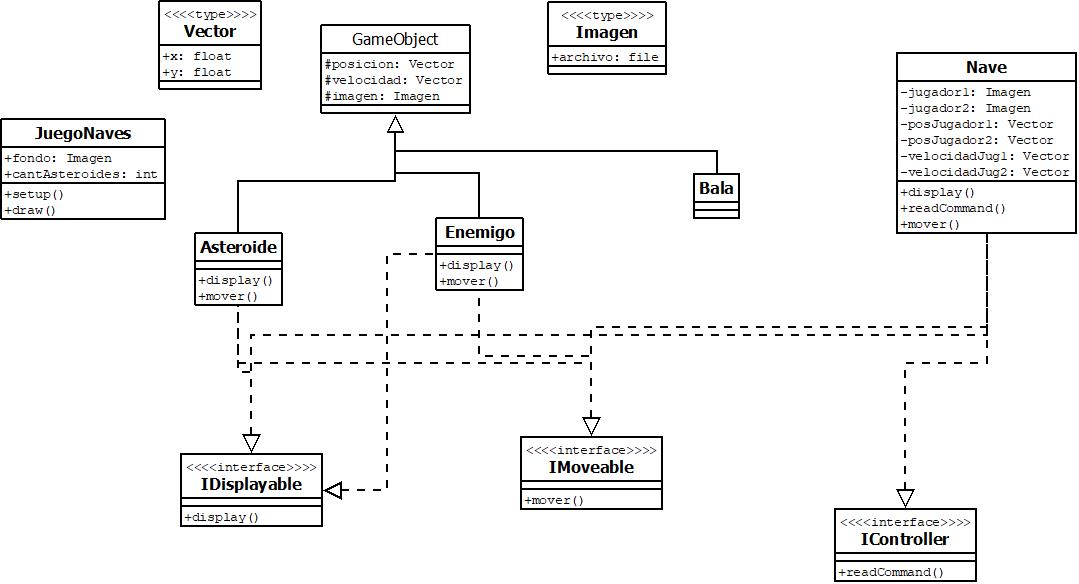 <<<<type>>>>
Vector
+x: float
+y: float
GameObject
#posicion: Vector
#velocidad: Vector
#imagen: Imagen
<<<<type>>>>
Imagen
+archivo: file
Nave
-jugador1: Imagen
-jugador2: Imagen
-posJugador1: Vector
-posJugador2: Vector
-velocidadJug1: Vector
-velocidadJug2: Vector
+display()
+readCommand()
+mover()
JuegoNaves
+fondo: Imagen
+cantAsteroides: int
+setup()
+draw()
Asteroide
+display()
+mover()
Enemigo
+display()
+mover()
Bala
<<<<interface>>>>
IDisplayable
+display()
<<<<interface>>>>
IMoveable
+mover()
<<<<interface>>>>
IController
+readCommand()